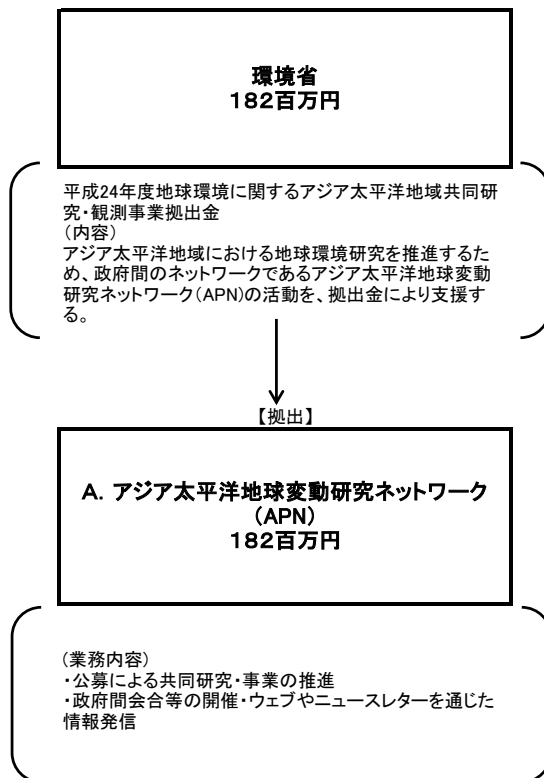 環境省
182百万円
平成24年度地球環境に関するアジア太平洋地域共同研
究・観測事業拠出金
(内容)
アジア太平洋地域における地球環境研究を推進するた
め、政府間のネットワークであるアジア太平洋地球変動
研究ネットワーク(APN)の活動を、拠出金により支援す
る。
【拠出】
A. アジア太平洋地球変動研究ネットワーク
(APN)
182百万円
(業務内容)
・公募による共同研究・事業の推進
・政府間会合等の開催・ウェブやニュースレターを通じた
情報発信